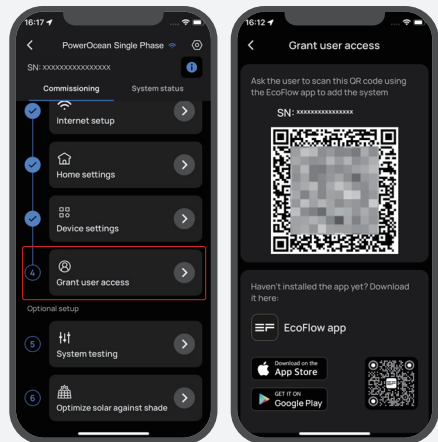 16:17
PowerOcean Single Phase
SN: xxxxxxxxxxxxxxxx
Commissioning
System status
Internet setup
Home settings
Device settings
4
Grant user access
Optional setup
5
System testing
6
Optimize solar against shade
16:12
Grant user access
Ask the user to scan this QR code using
the EcoFlow app to add the system
SN: xxxxxxxxxxxxxxxx
Haven't installed the app yet? Download
it here:
EcoFlow app
Download on the
App Store
GET IT ON
Google Play